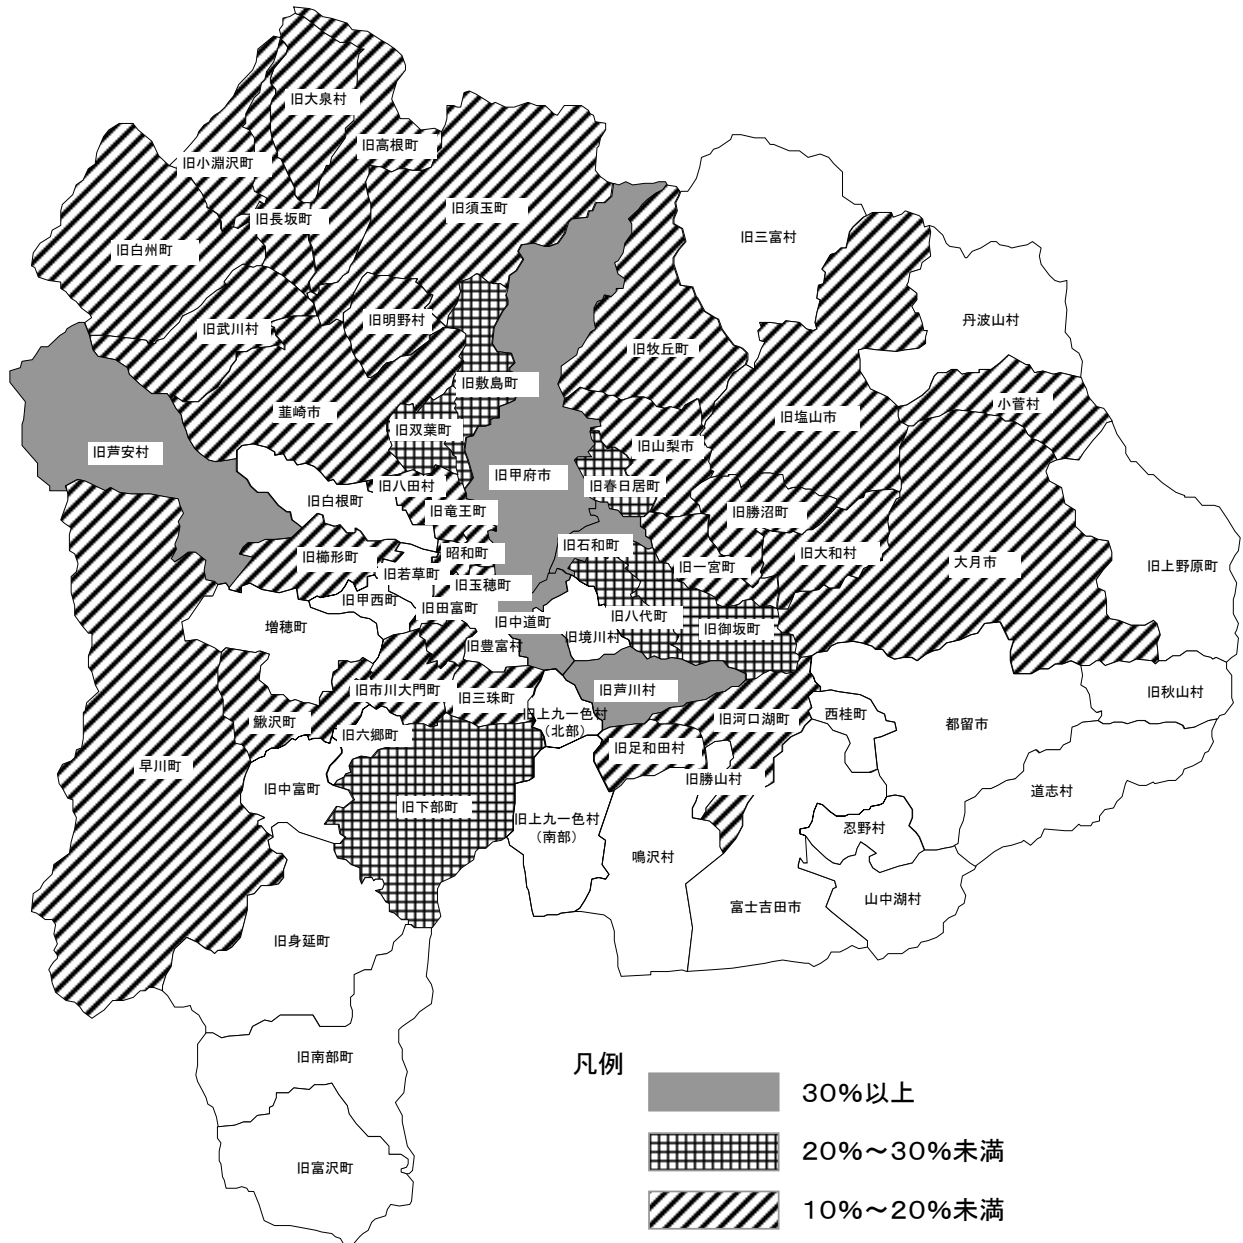 旧大泉村
旧高根町
旧小淵沢町
旧須玉町
旧長坂町
旧白州町
旧三富村
旧武川村
旧明野村
丹波山村
旧牧丘町
旧敷島町
小菅村
韮崎市
旧塩山市
旧双葉町
旧山梨市
旧芦安村
旧甲府市
旧八田村
旧春日居町
旧白根町
旧竜王町
旧勝沼町
旧石和町
昭和町
旧櫛形町
旧大和村
大月市
旧一宮町
旧上野原町
旧若草町
旧玉穂町
旧甲西町
旧田富町
旧八代町
増穂町
旧中道町
旧御坂町
旧境川村
旧豊富村
旧市川大門町
旧三珠町
旧芦川村
旧秋山村
鰍沢町
旧上九一色村
（北部）
旧河口湖町
西桂町
都留市
旧六郷町
旧足和田村
早川町
旧勝山村
旧中富町
旧下部町
道志村
旧上九一色村
（南部）
忍野村
鳴沢村
富士吉田市
山中湖村
旧身延町
旧南部町
旧富沢町
凡例
30%以上
20%～30%未満
10%～20%未満